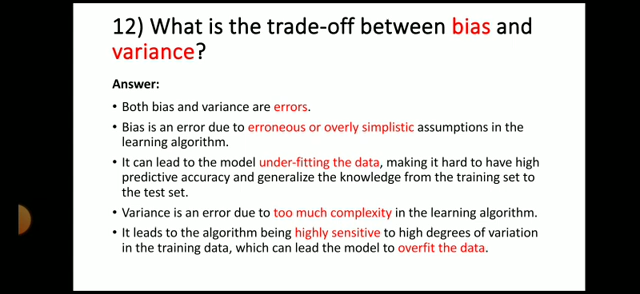 12) What is the trade-off between bias and
variance?
Answer:
• Both bias and variance are errors.
• Bias is an error due to erroneous or overly simplistic assumptions in the
learning algorithm.
• It can lead to the model under-fitting the data, making it hard to have high
predictive accuracy and generalize the knowledge from the training set to
the test set.
• Variance is an error due to too much complexity in the learning algorithm.
• It leads to the algorithm being highly sensitive to high degrees of variation
in the training data, which can lead the model to overfit the data.